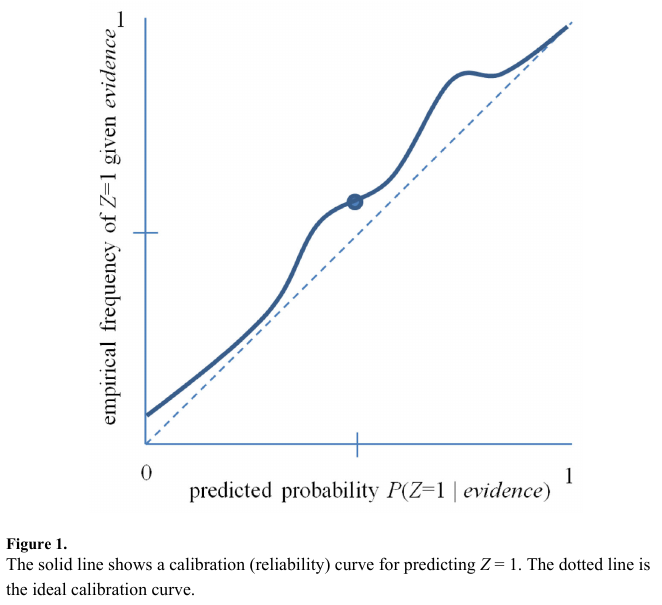 1
empirical frequency of Z=1 given evidence
0
1
predicted probability P(Z=1 | evidence)
Figure 1.
The solid line shows a calibration (reliability) curve for predicting Z = 1. The dotted line is
the ideal calibration curve.